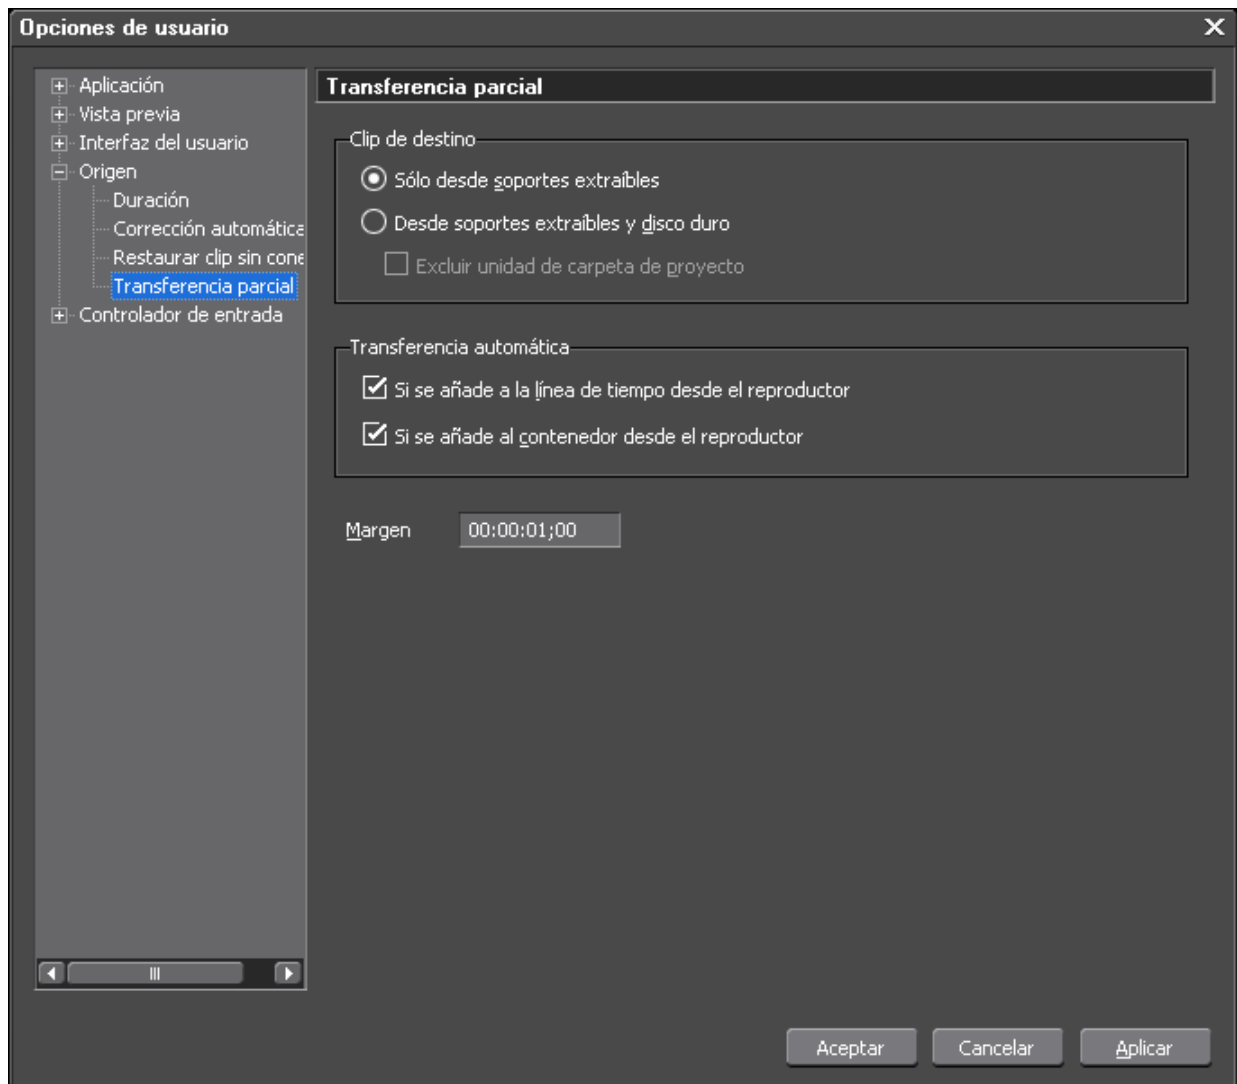 Opciones de usuario
Aplicación
Vista previa
Interfaz del usuario
Origen
Duración
Corrección automática
Restaurar clip sin cone
Transferencia parcial
Controlador de entrada
Transferencia parcial
Clip de destino
Sólo desde soportes extraíbles
Desde soportes extraíbles y disco duro
Excluir unidad de carpeta de proyecto
Transferencia automática
Si se añade a la línea de tiempo desde el reproductor
Si se añade al contenedor desde el reproductor
Margen 00:00:01;00
Aceptar Cancelar Aplicar